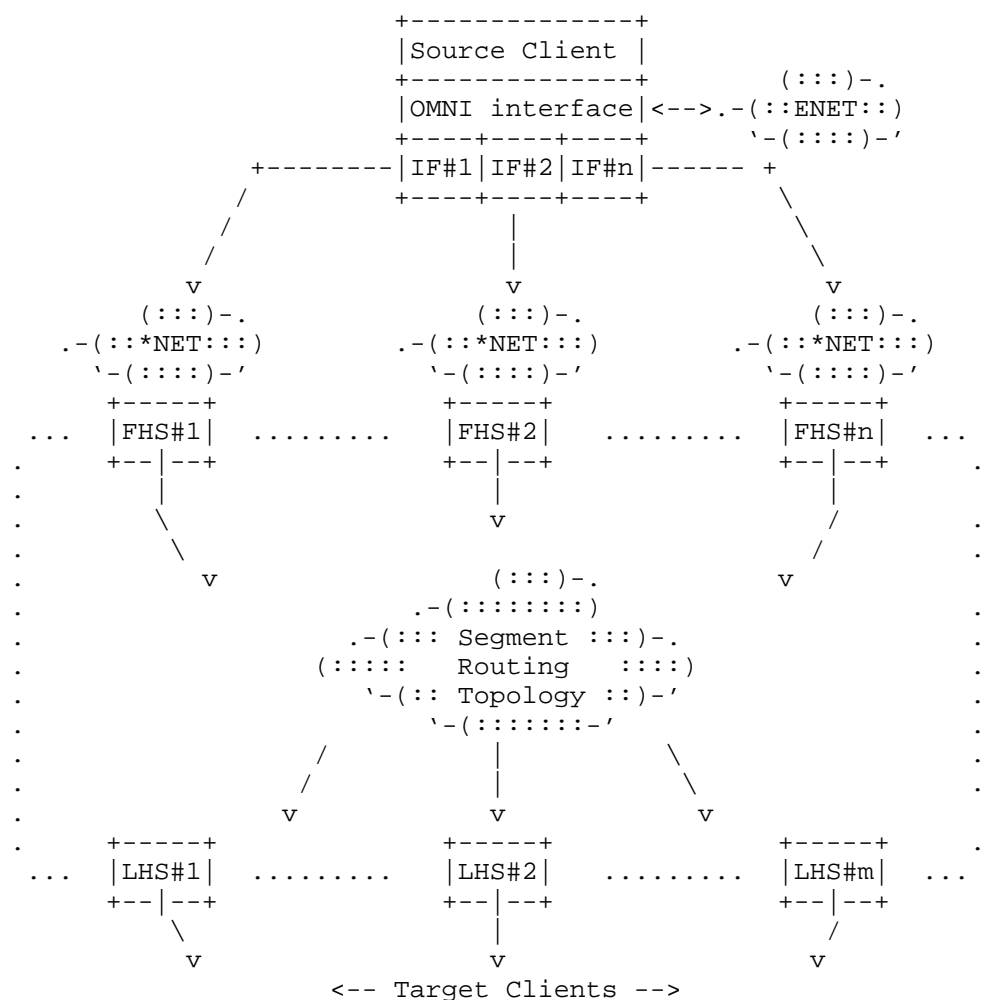 +--------------+
|Source Client |
+--------------+ (:::)-.
|OMNI interface|<-->.-(::ENET::)
+----+----+----+ `-(::::)-'
+--------|IF#1|IF#2|IF#n|------ +
/ +----+----+----+ \
/ | \
/ | \
v v v
(:::)-. (:::)-. (:::)-.
.-(::*NET:::) .-(::*NET:::) .-(::*NET:::)
`-(::::)-' `-(::::)-' `-(::::)-'
+-----+ +-----+ +-----+
... |FHS#1| ......... |FHS#2| ......... |FHS#n| ...
. +--|--+ +--|--+ +--|--+ .
. | | |
. \ v / .
. \ / .
. v (:::)-. v .
. .-(::::::::) .
. .-(::: Segment :::)-. .
. (::::: Routing ::::) .
. `-(:: Topology ::)-' .
. `-(:::::::-' .
. / | \ .
. / | \ .
. v v v
. +-----+ +-----+ +-----+ .
... |LHS#1| ......... |LHS#2| ......... |LHS#m| ...
+--|--+ +--|--+ +--|--+
\ | /
v v v
<-- Target Clients -->